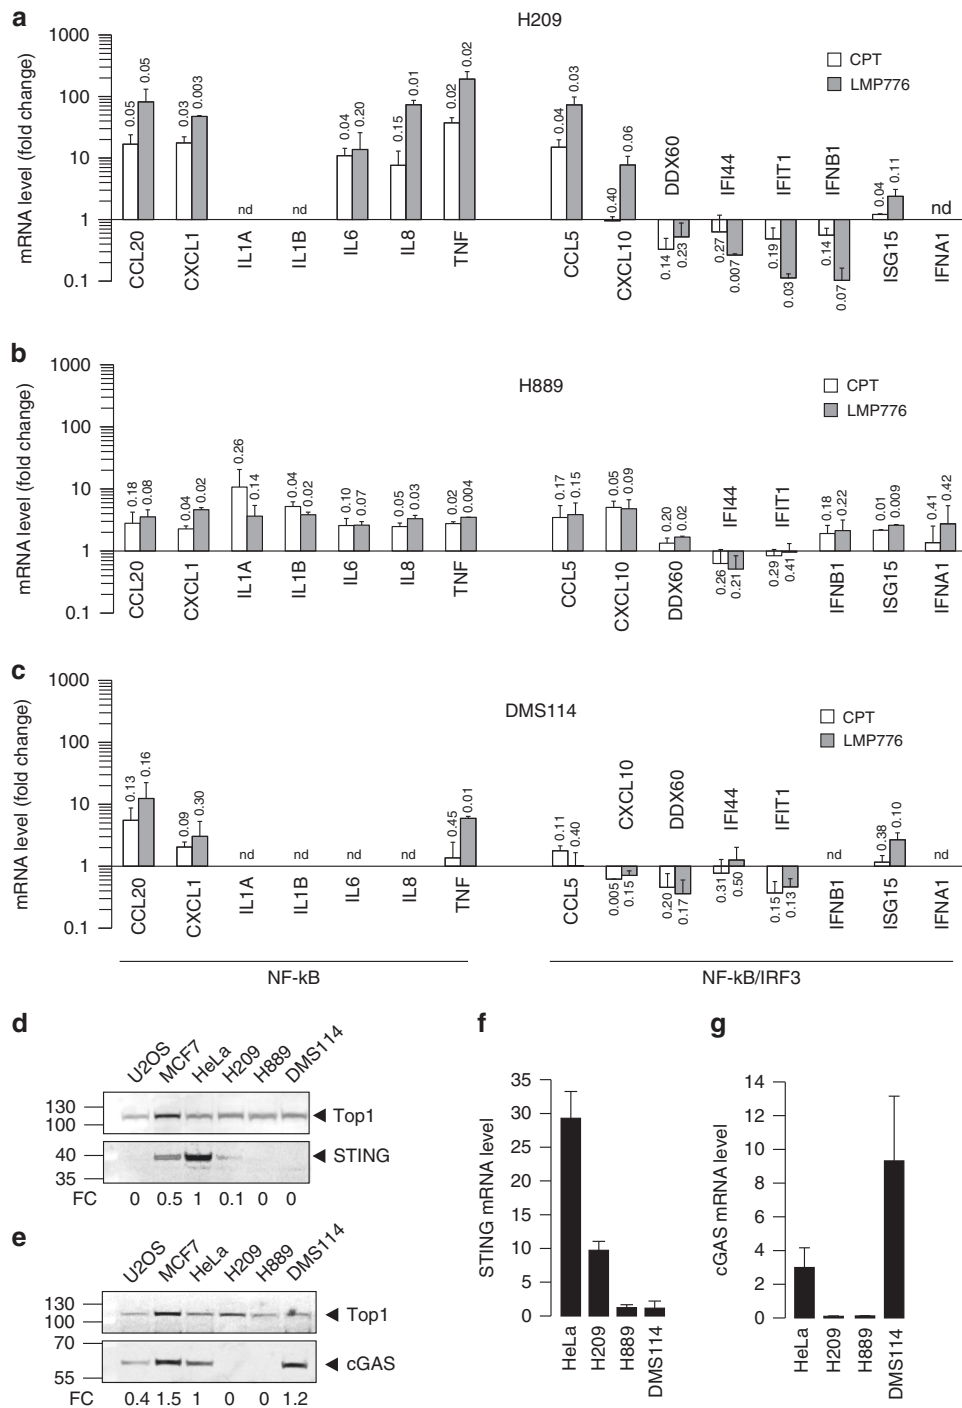 a
H209
mRNA level (fold change)
1000
100
10
1
0.1
CPT
LMP776
0.05 0.05 0.03 0.003 nd nd 0.04 0.20 0.15 0.01 0.02 0.02 0.04 0.03 0.40 0.06 0.14 0.23 0.27 0.007 0.19 0.03 0.14 0.07 0.04 0.11 nd
CCL20 CXCL1 IL1A IL1B IL6 IL8 TNF CCL5 CXCL10 DDX60 IFI44 IFIT1 IFNB1 ISG15 IFNA1
b
H889
mRNA level (fold change)
1000
100
10
1
0.1
CPT
LMP776
0.18 0.08 0.04 0.02 0.26 0.14 0.04 0.02 0.10 0.07 0.05 0.03 0.02 0.004 0.17 0.15 0.05 0.09 0.20 0.02 0.26 0.21 0.29 0.41 0.18 0.22 0.01 0.009 0.41 0.42
CCL20 CXCL1 IL1A IL1B IL6 IL8 TNF CCL5 CXCL10 DDX60 IFI44 IFIT1 IFNB1 ISG15 IFNA1
c
DMS114
mRNA level (fold change)
1000
100
10
1
0.1
CPT
LMP776
0.13 0.16 0.09 0.30 nd nd nd nd 0.45 0.01 0.11 0.40 0.005 0.15 0.20 0.17 0.31 0.50 0.15 0.13 nd 0.38 0.10 nd
CCL20 CXCL1 IL1A IL1B IL6 IL8 TNF CCL5 CXCL10 DDX60 IFI44 IFIT1 IFNB1 ISG15 IFNA1
NF-kB NF-kB/IRF3
d
U2OS MCF7 HeLa H209 H889 DMS114
130
100
Top1
40
35
STING
FC 0 0.5 1 0.1 0 0
e
U2OS MCF7 HeLa H209 H889 DMS114
130
100
Top1
70
55
cGAS
FC 0.4 1.5 1 0 0 1.2
f
STING mRNA level
35
30
25
20
15
10
5
0
HeLa H209 H889 DMS114
g
cGAS mRNA level
14
12
10
8
6
4
2
0
HeLa H209 H889 DMS114